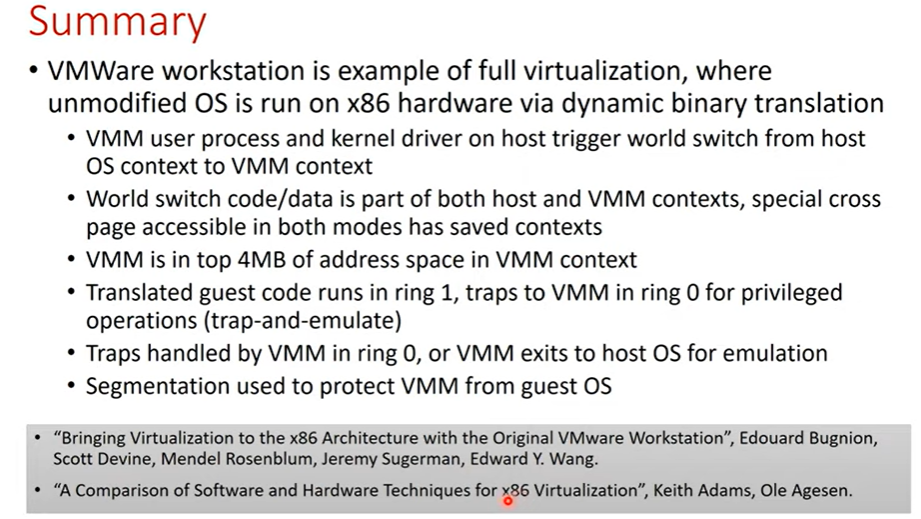 Summary
• VMWare workstation is example of full virtualization, where
unmodified OS is run on x86 hardware via dynamic binary translation
• VMM user process and kernel driver on host trigger world switch from host
OS context to VMM context
• World switch code/data is part of both host and VMM contexts, special cross
page accessible in both modes has saved contexts
• VMM is in top 4MB of address space in VMM context
• Translated guest code runs in ring 1, traps to VMM in ring 0 for privileged
operations (trap-and-emulate)
• Traps handled by VMM in ring 0, or VMM exits to host OS for emulation
• Segmentation used to protect VMM from guest OS
• “Bringing Virtualization to the x86 Architecture with the Original VMware Workstation”, Edouard Bugnion,
Scott Devine, Mendel Rosenblum, Jeremy Sugerman, Edward Y. Wang.
• “A Comparison of Software and Hardware Techniques for x86 Virtualization”, Keith Adams, Ole Agesen.